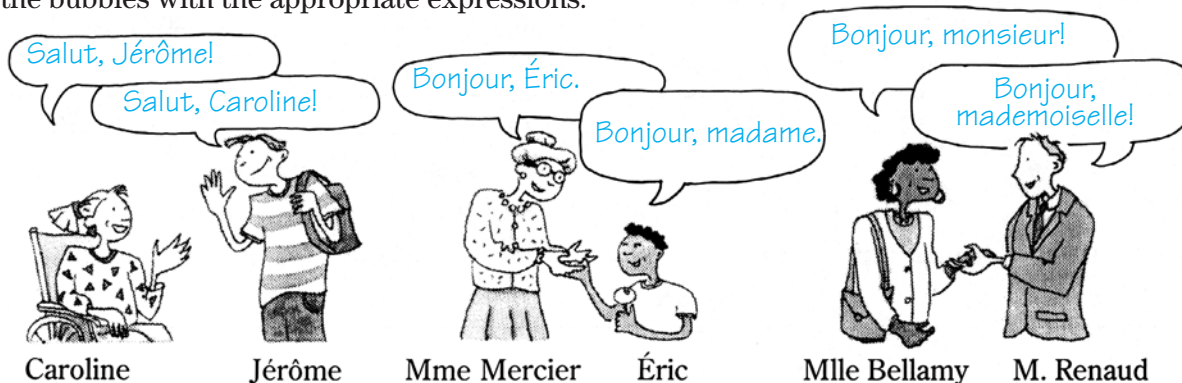 the bubbles with the appropriate expressions.
Salut, Jérôme!
Salut, Caroline!
Bonjour, Éric.
Bonjour, madame.
Bonjour, monsieur!
Bonjour,
mademoiselle!
Caroline
Jérôme
Mme Mercier
Éric
Mlle Bellamy
M. Renaud